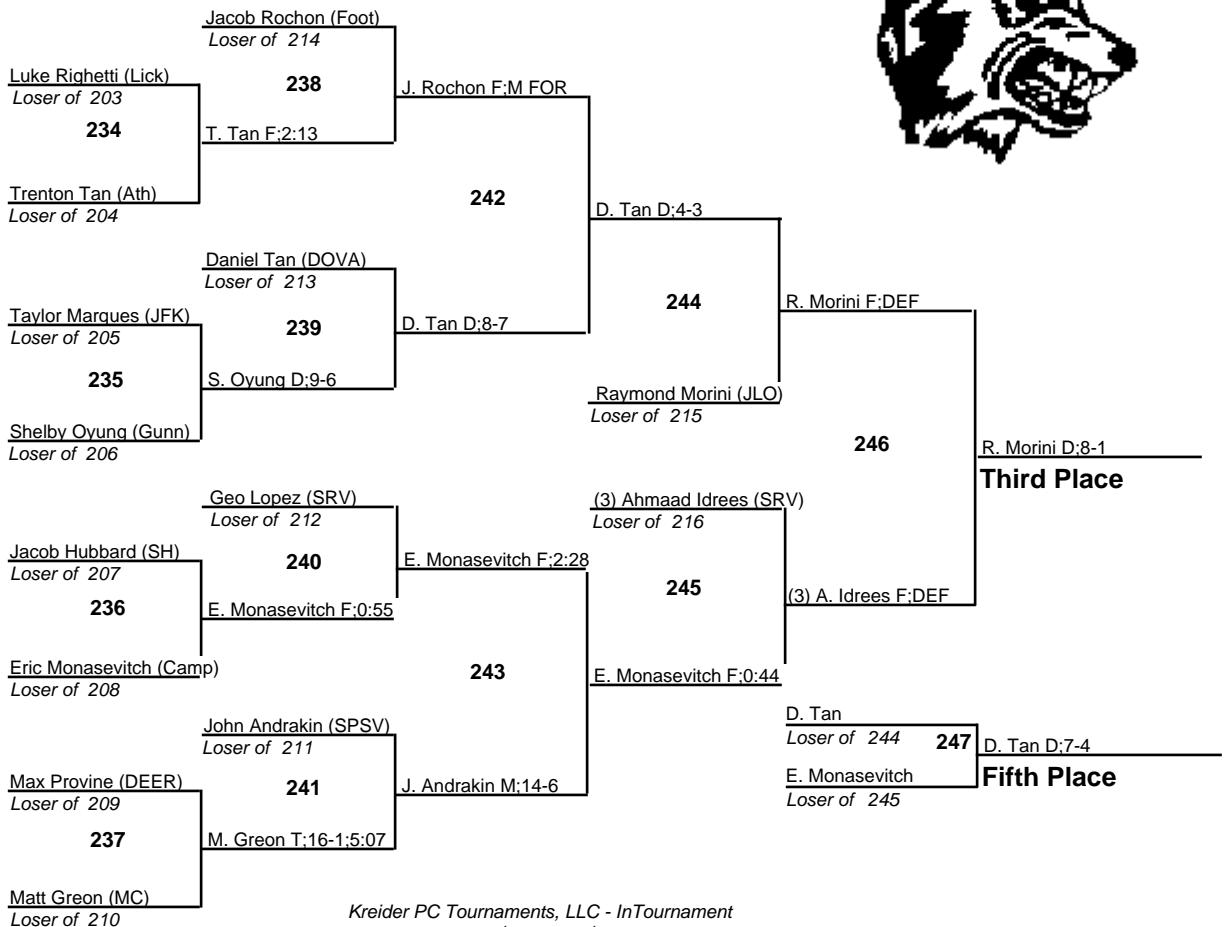 Jacob Rochon (Foot)
Loser of 214
238
Luke Righetti (Lick)
Loser of 203
234
T. Tan F;2:13
Trenton Tan (Ath)
Loser of 204
J. Rochon F;M FOR
242
D. Tan D;4-3
Daniel Tan (DOVA)
Loser of 213
239
Taylor Marques (JFK)
Loser of 205
235
S. Oyung D;9-6
Shelby Oyung (Gunn)
Loser of 206
D. Tan D;8-7
244
R. Morini F;DEF
Raymond Morini (JLO)
Loser of 215
246
R. Morini D;8-1
Third Place
Geo Lopez (SRV)
Loser of 212
240
Jacob Hubbard (SH)
Loser of 207
236
E. Monasevitch F;0:55
Eric Monasevitch (Camp)
Loser of 208
E. Monasevitch F;2:28
243
(3) Ahmaad Idrees (SRV)
Loser of 216
245
(3) A. Idrees F;DEF
E. Monasevitch F;0:44
John Andrakin (SPSV)
Loser of 211
241
Max Provine (DEER)
Loser of 209
237
M. Greon T;16-1;5:07
Matt Greon (MC)
Loser of 210
J. Andrakin M;14-6
D. Tan
Loser of 244
247
D. Tan D;7-4
E. Monasevitch
Loser of 245
Fifth Place
Kreider PC Tournaments, LLC - InTournament